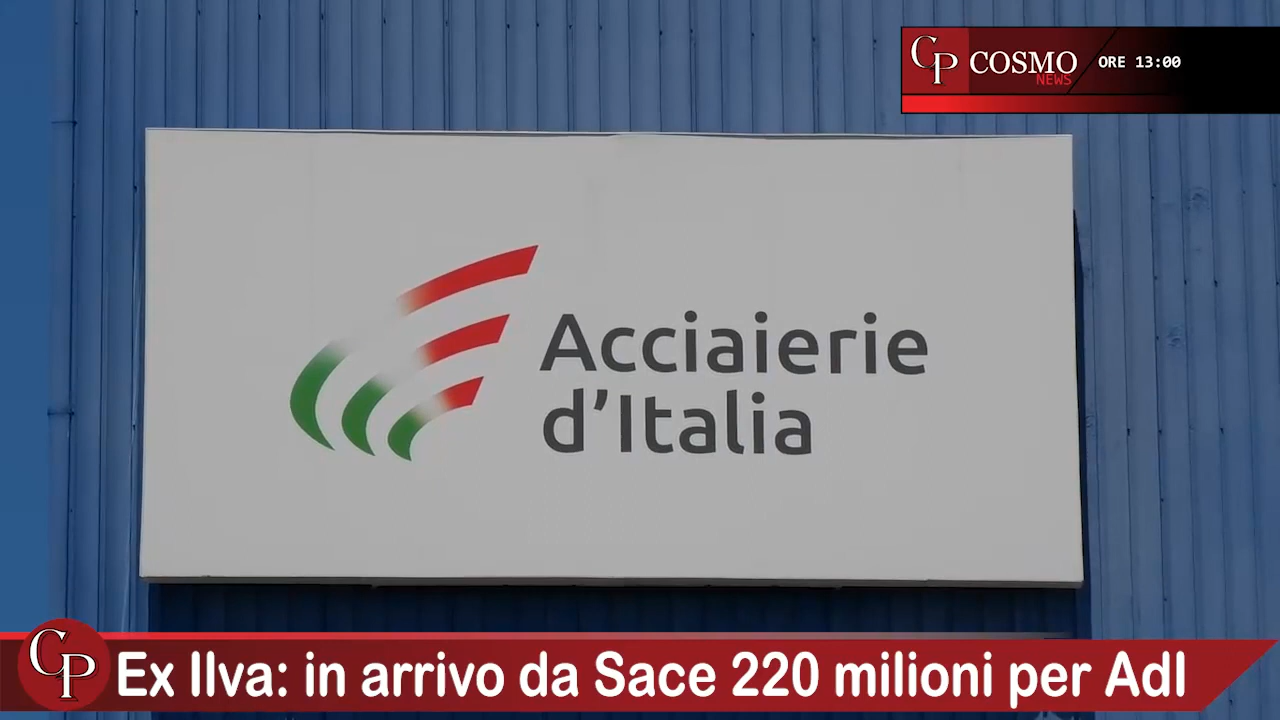 CP COSMO ORE 13:00
NEWS
Acciaierie
d'Italia
CP Ex Ilva: in arrivo da Sace 220 milioni per AdI